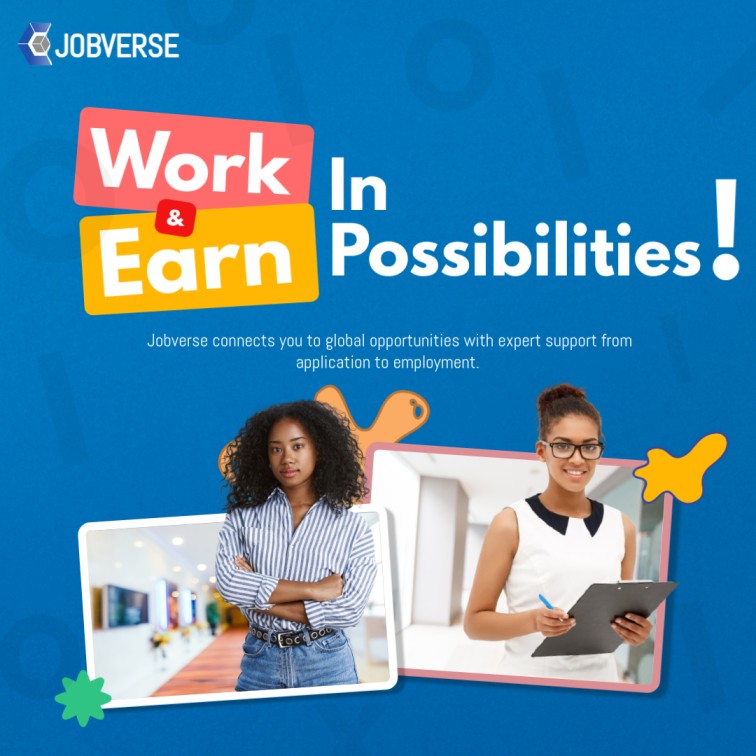 JOBVERSE
Work
&
Earn
In
Possibilities!
Jobverse connects you to global opportunities with expert support from
application to employment.